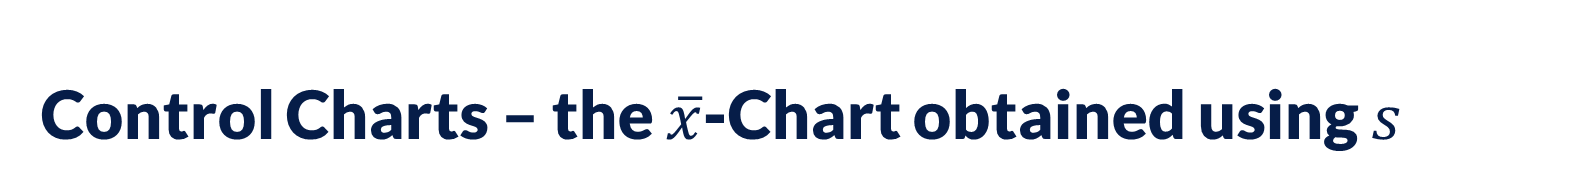 Control Charts – the x̄-Chart obtained using s